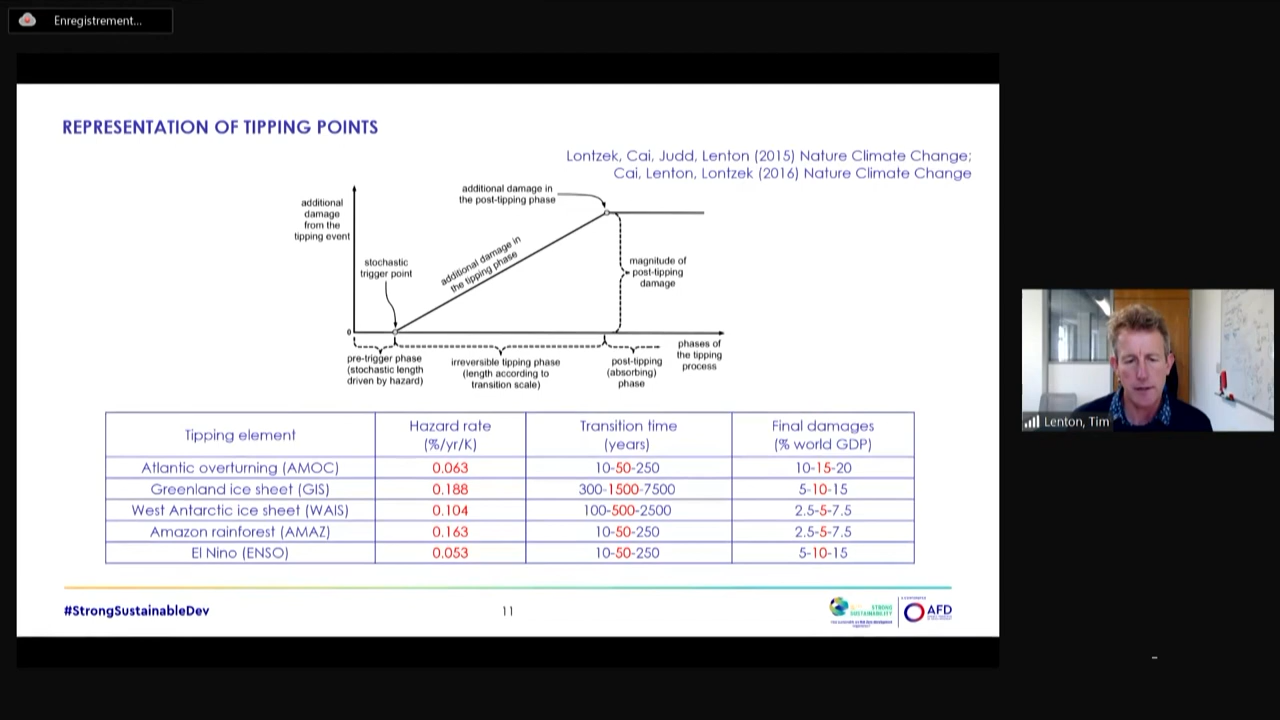 Enregistrement...
REPRESENTATION OF TIPPING POINTS
Lontzek, Cai, Judd, Lenton (2015) Nature Climate Change;
Cai, Lenton, Lontzek (2016) Nature Climate Change
additional
damage
from the
tipping event
additional damage in
the post-tipping phase
stochastic
trigger point
additional damage in
the tipping phase
magnitude of
post-tipping
damage
0
pre-trigger phase
(stochastic length
driven by hazard)
irreversible tipping phase
(length according to
transition scale)
post-tipping
(absorbing)
phase
phases of
the tipping
process
Tipping element
Hazard rate
(%/yr/K)
Transition time
(years)
Final damages
(% world GDP)
Atlantic overturning (AMOC) 0.063 10-50-250 10-15-20
Greenland ice sheet (GIS) 0.188 300-1500-7500 5-10-15
West Antarctic ice sheet (WAIS) 0.104 100-500-2500 2.5-5-7.5
Amazon rainforest (AMAZ) 0.163 10-50-250 2.5-5-7.5
El Nino (ENSO) 0.053 10-50-250 5-10-15
#StrongSustainableDev
11
STRONG
SUSTAINABILITY
AFD
Lenton, Tim